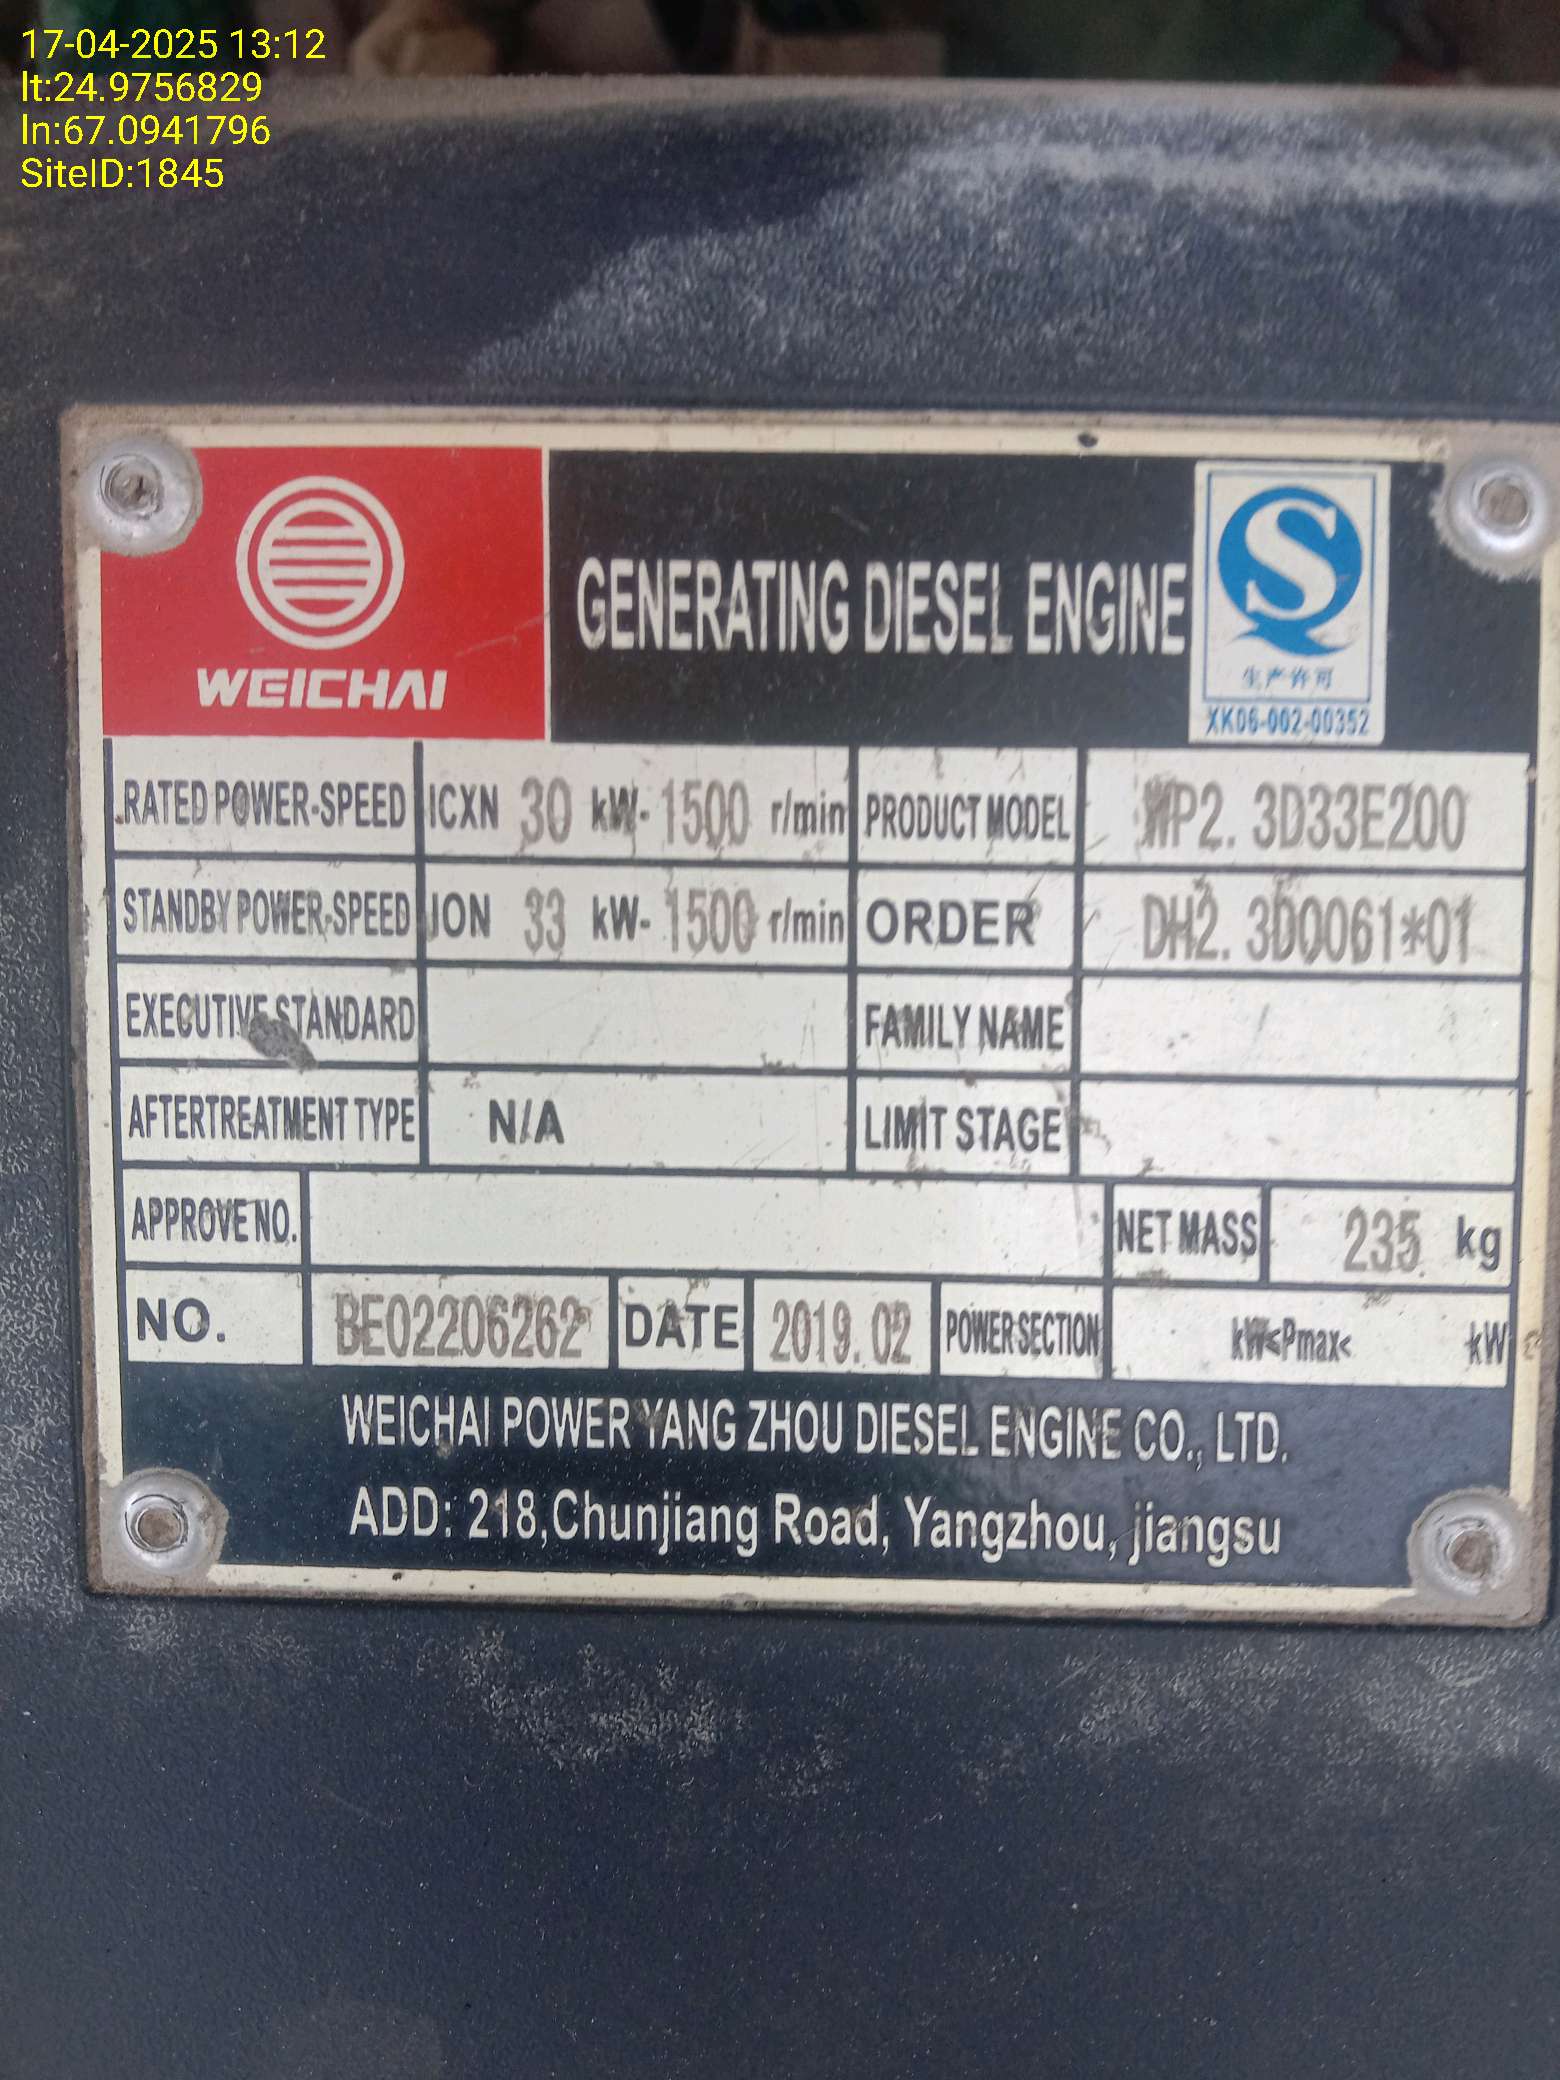 17-04-2025 13:12
lt:24.9756829
ln:67.0941796
SiteID:1845
WEICHAI
GENERATING DIESEL ENGINE
S
生产许可
XK06-002-00352
RATED POWER-SPEED ICXN 30 kW- 1500 r/min PRODUCT MODEL WP2. 3D33E200
STANDBY POWER-SPEED JON 33 kW- 1500 r/min ORDER DH2. 3D0061*01
EXECUTIVE STANDARD FAMILY NAME
AFTERTREATMENT TYPE N/A LIMIT STAGE
APPROVE NO. NET MASS 235 kg
NO. BE02206262 DATE 2019. 02 POWER SECTION kW≤Pmax< kW
WEICHAI POWER YANG ZHOU DIESEL ENGINE CO., LTD.
ADD: 218,Chunjiang Road, Yangzhou, jiangsu